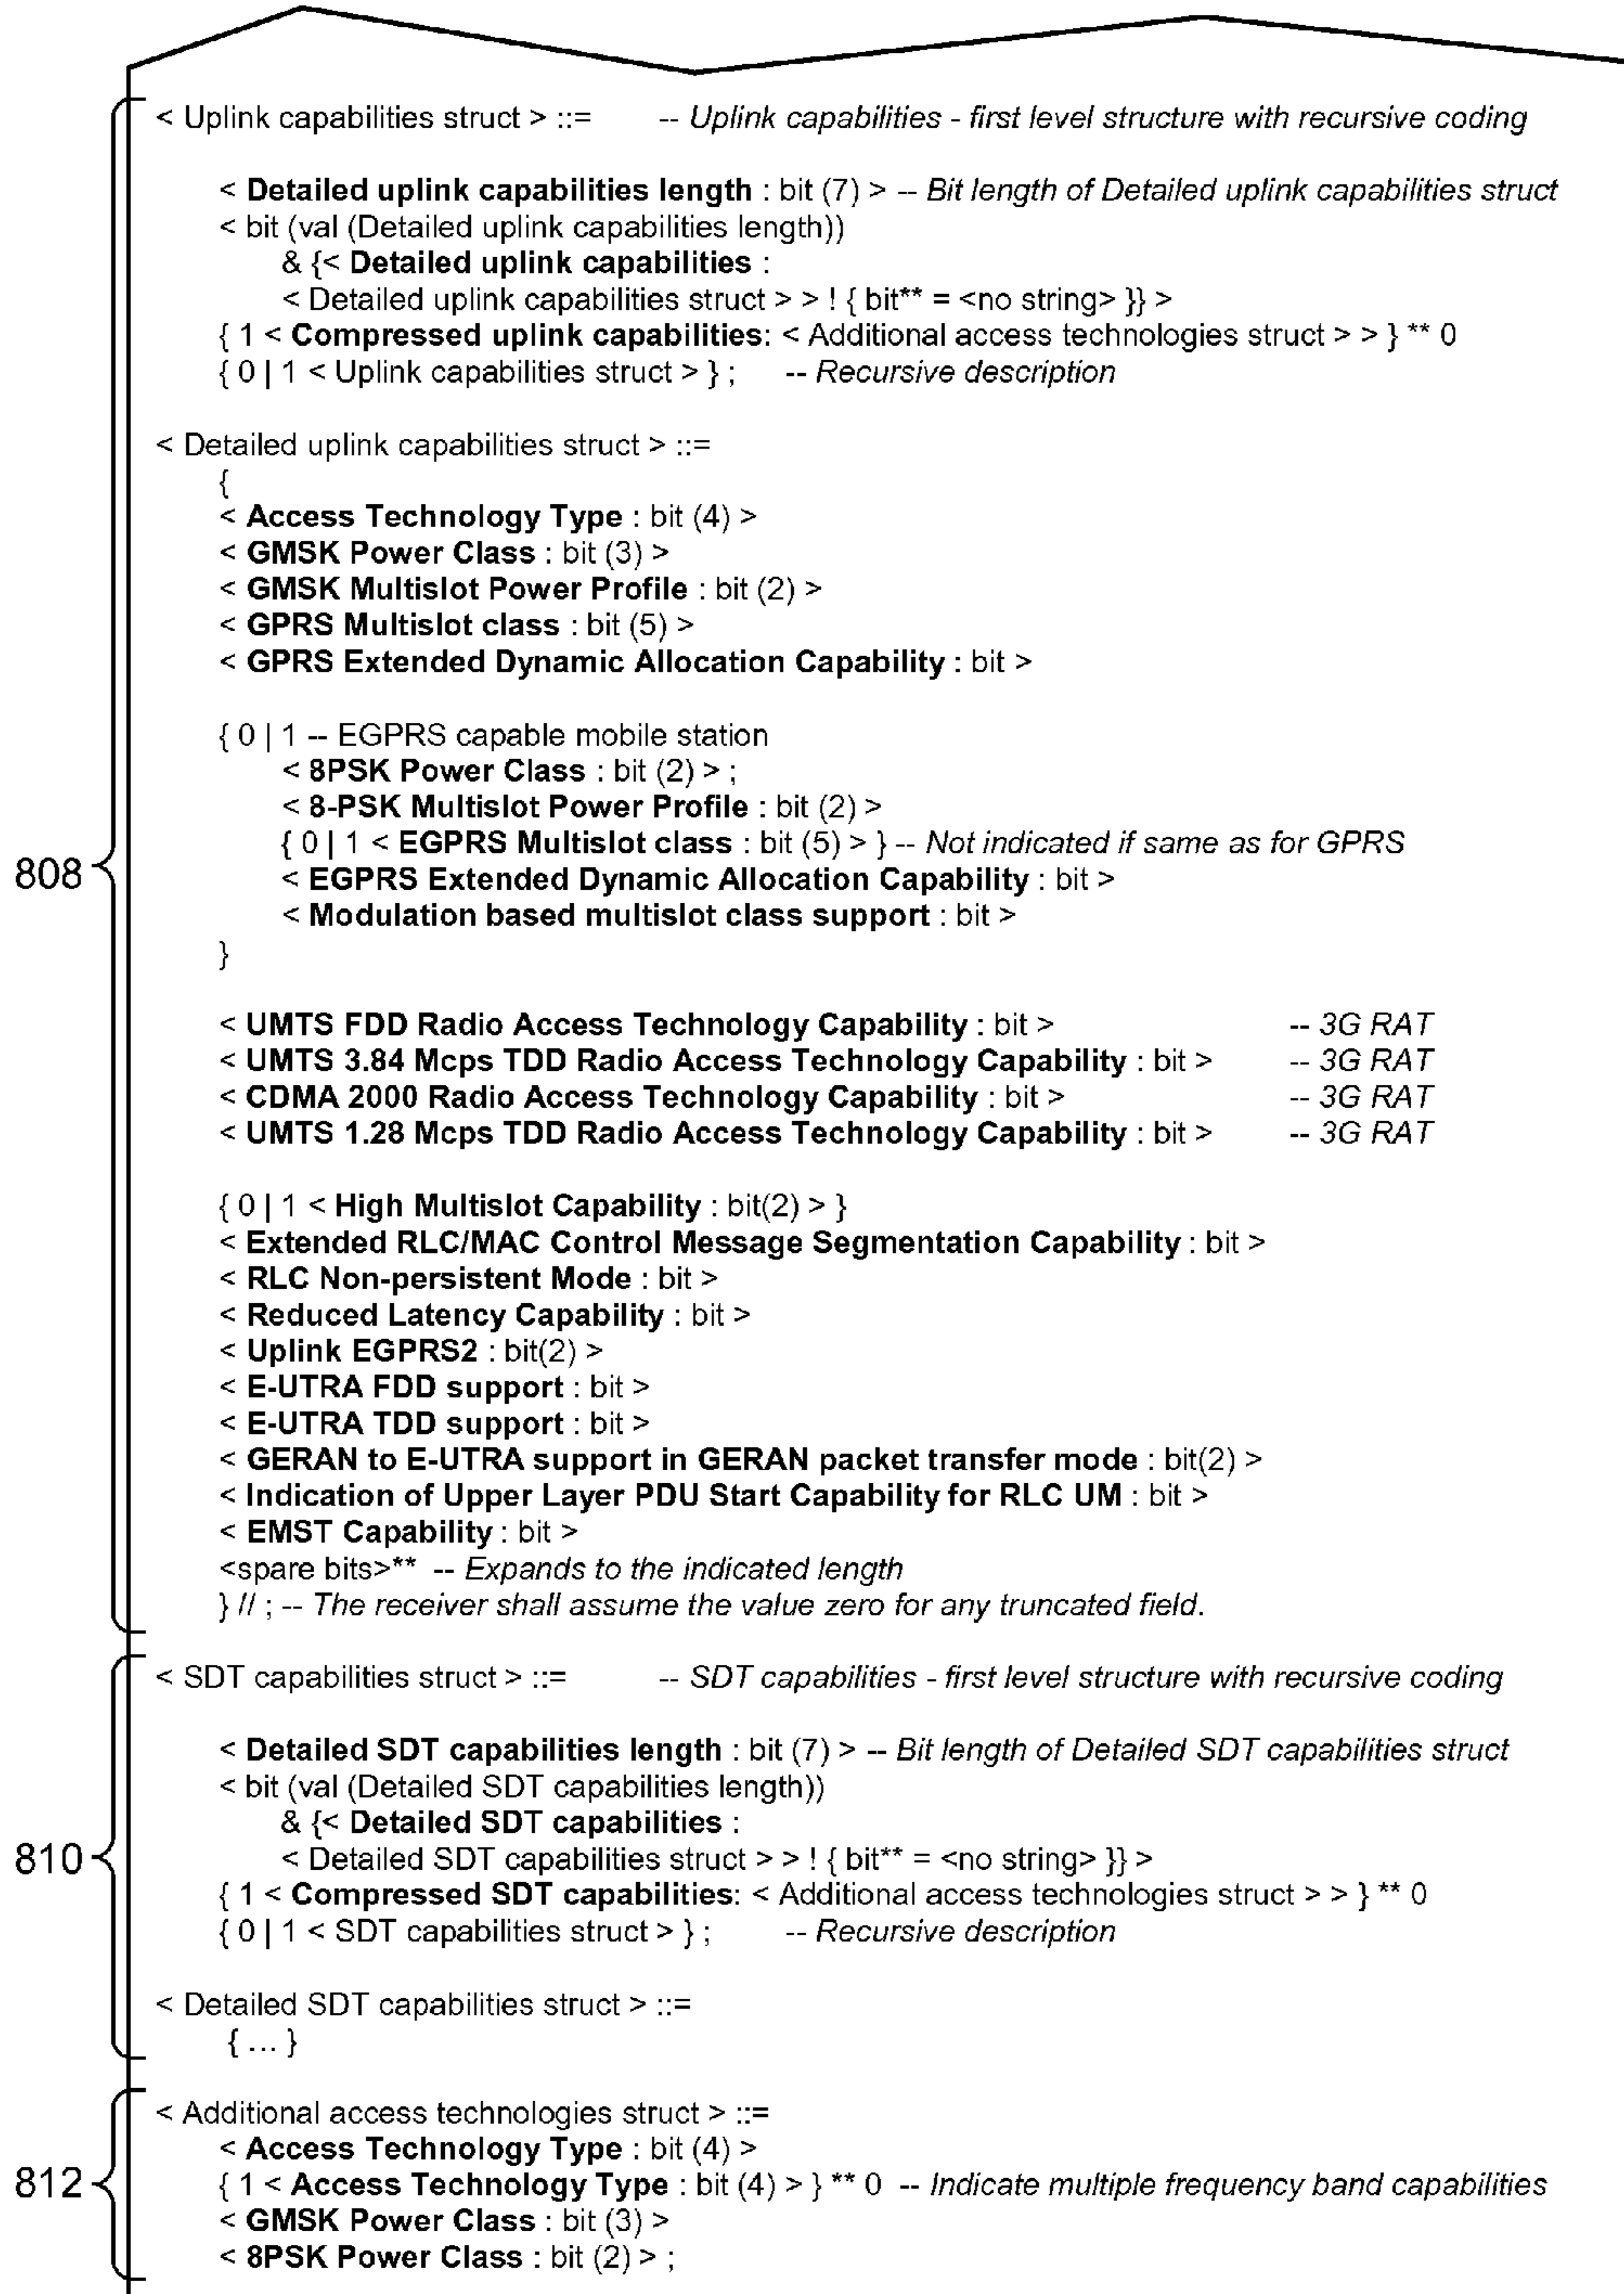 < Uplink capabilities struct > ::= -- Uplink capabilities - first level structure with recursive coding
< Detailed uplink capabilities length : bit (7) > -- Bit length of Detailed uplink capabilities struct
< bit (val (Detailed uplink capabilities length))
& {< Detailed uplink capabilities :
< Detailed uplink capabilities struct > > ! { bit** = <no string> }} >
{ 1 < Compressed uplink capabilities: < Additional access technologies struct > > } ** 0
{ 0 | 1 < Uplink capabilities struct > } ; -- Recursive description
< Detailed uplink capabilities struct > ::=
{
< Access Technology Type : bit (4) >
< GMSK Power Class : bit (3) >
< GMSK Multislot Power Profile : bit (2) >
< GPRS Multislot class : bit (5) >
< GPRS Extended Dynamic Allocation Capability : bit >
{ 0 | 1 -- EGPRS capable mobile station
< 8PSK Power Class : bit (2) > ;
< 8-PSK Multislot Power Profile : bit (2) >
{ 0 | 1 < EGPRS Multislot class : bit (5) > } -- Not indicated if same as for GPRS
808
< EGPRS Extended Dynamic Allocation Capability : bit >
< Modulation based multislot class support : bit >
}
< UMTS FDD Radio Access Technology Capability : bit > -- 3G RAT
< UMTS 3.84 Mcps TDD Radio Access Technology Capability : bit > -- 3G RAT
< CDMA 2000 Radio Access Technology Capability : bit > -- 3G RAT
< UMTS 1.28 Mcps TDD Radio Access Technology Capability : bit > -- 3G RAT
{ 0 | 1 < High Multislot Capability : bit(2) > }
< Extended RLC/MAC Control Message Segmentation Capability : bit >
< RLC Non-persistent Mode : bit >
< Reduced Latency Capability : bit >
< Uplink EGPRS2 : bit(2) >
< E-UTRA FDD support : bit >
< E-UTRA TDD support : bit >
< GERAN to E-UTRA support in GERAN packet transfer mode : bit(2) >
< Indication of Upper Layer PDU Start Capability for RLC UM : bit >
< EMST Capability : bit >
<spare bits>** -- Expands to the indicated length
} // ; -- The receiver shall assume the value zero for any truncated field.
< SDT capabilities struct > ::= -- SDT capabilities - first level structure with recursive coding
< Detailed SDT capabilities length : bit (7) > -- Bit length of Detailed SDT capabilities struct
< bit (val (Detailed SDT capabilities length))
& {< Detailed SDT capabilities :
810
< Detailed SDT capabilities struct > > ! { bit** = <no string> }} >
{ 1 < Compressed SDT capabilities: < Additional access technologies struct > > } ** 0
{ 0 | 1 < SDT capabilities struct > } ; -- Recursive description
< Detailed SDT capabilities struct > ::=
{ ... }
< Additional access technologies struct > ::=
< Access Technology Type : bit (4) >
812
{ 1 < Access Technology Type : bit (4) > } ** 0 -- Indicate multiple frequency band capabilities
< GMSK Power Class : bit (3) >
< 8PSK Power Class : bit (2) > ;